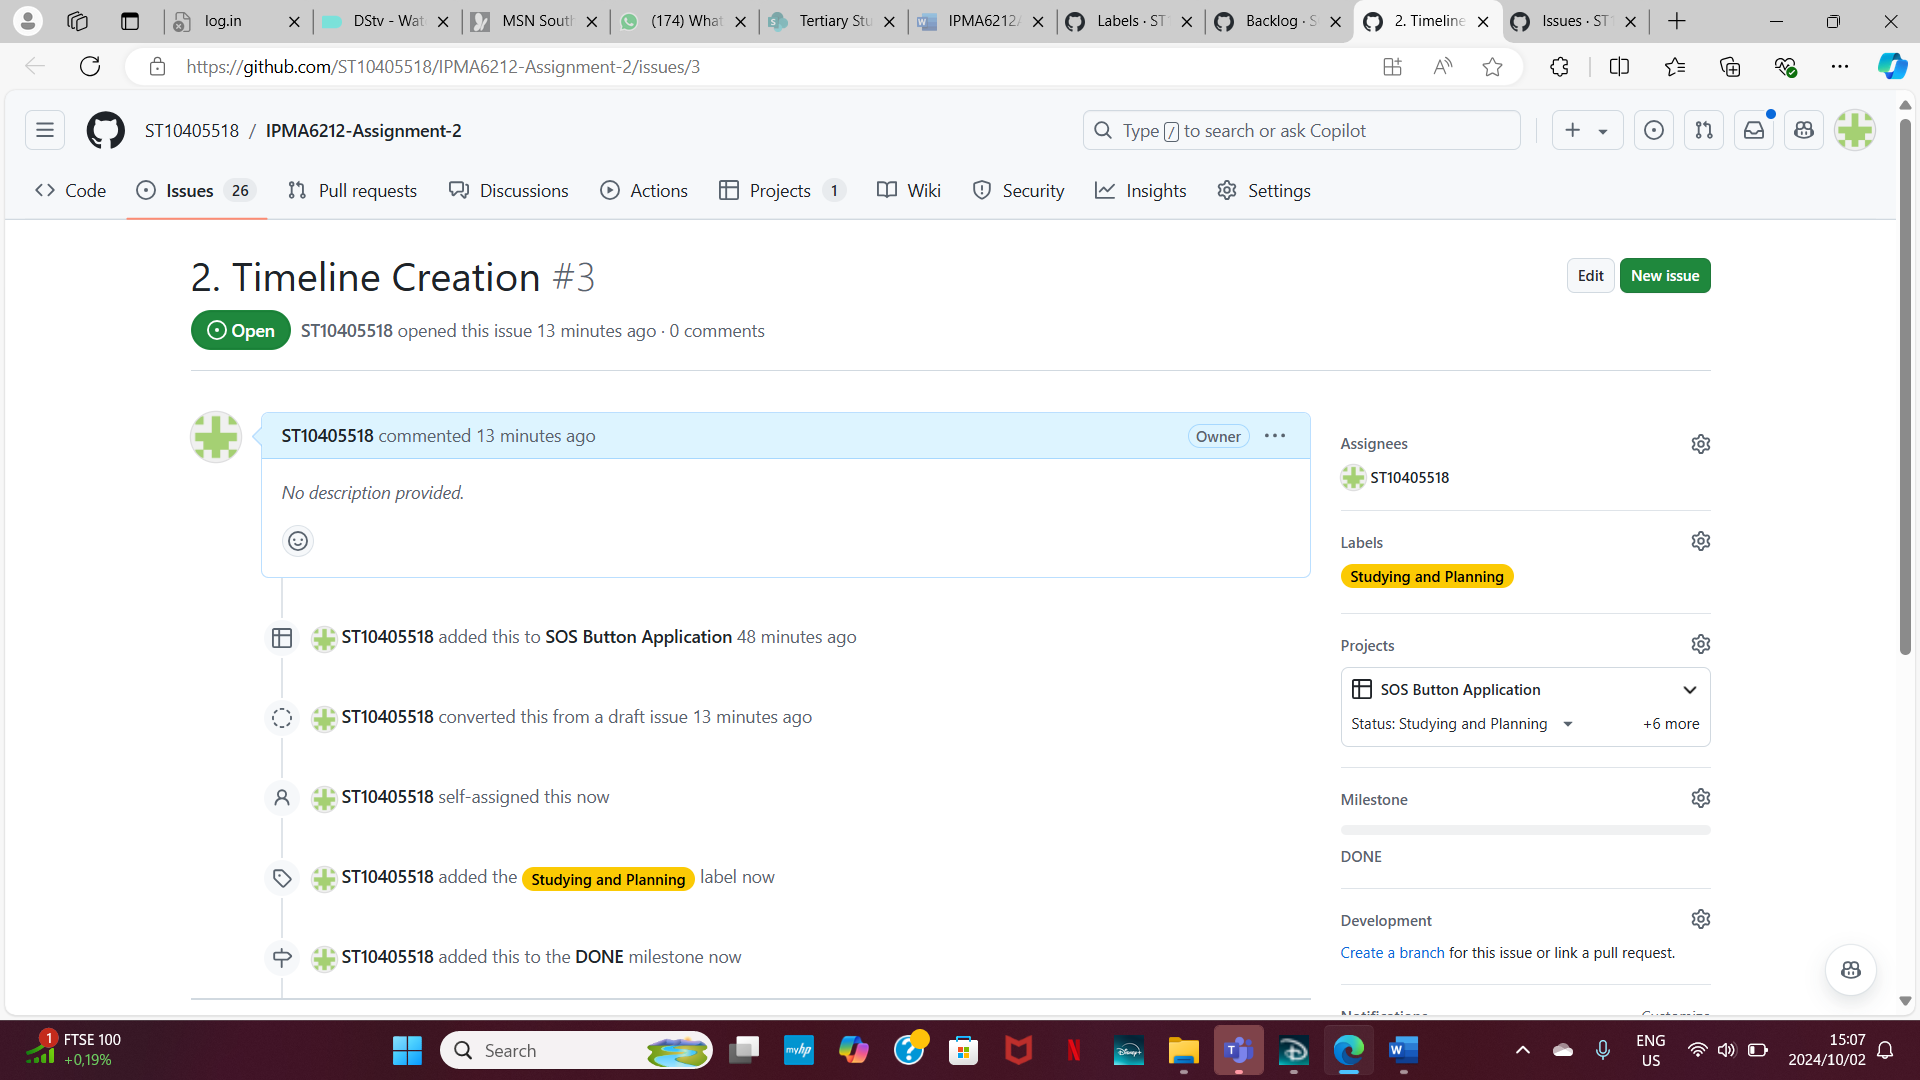 log.in
DStv - Wat
MSN South
(174) What
Tertiary Stu
IPMA6212A
Labels · ST1
Backlog · S
2. Timeline
Issues · ST1
https://github.com/ST10405518/IPMA6212-Assignment-2/issues/3
ST10405518 / IPMA6212-Assignment-2
Type / to search or ask Copilot
Code
Issues 26
Pull requests
Discussions
Actions
Projects 1
Wiki
Security
Insights
Settings
2. Timeline Creation #3
Edit
New issue
Open
ST10405518 opened this issue 13 minutes ago · 0 comments
ST10405518 commented 13 minutes ago
Owner
No description provided.
ST10405518 added this to SOS Button Application 48 minutes ago
ST10405518 converted this from a draft issue 13 minutes ago
ST10405518 self-assigned this now
ST10405518 added the Studying and Planning label now
ST10405518 added this to the DONE milestone now
Assignees
ST10405518
Labels
Studying and Planning
Projects
SOS Button Application
Status: Studying and Planning
+6 more
Milestone
DONE
Development
Create a branch for this issue or link a pull request.
Notifications
Customize
1
FTSE 100
+0,19%
Search
myhp
Disney+
ENG
US
15:07
2024/10/02